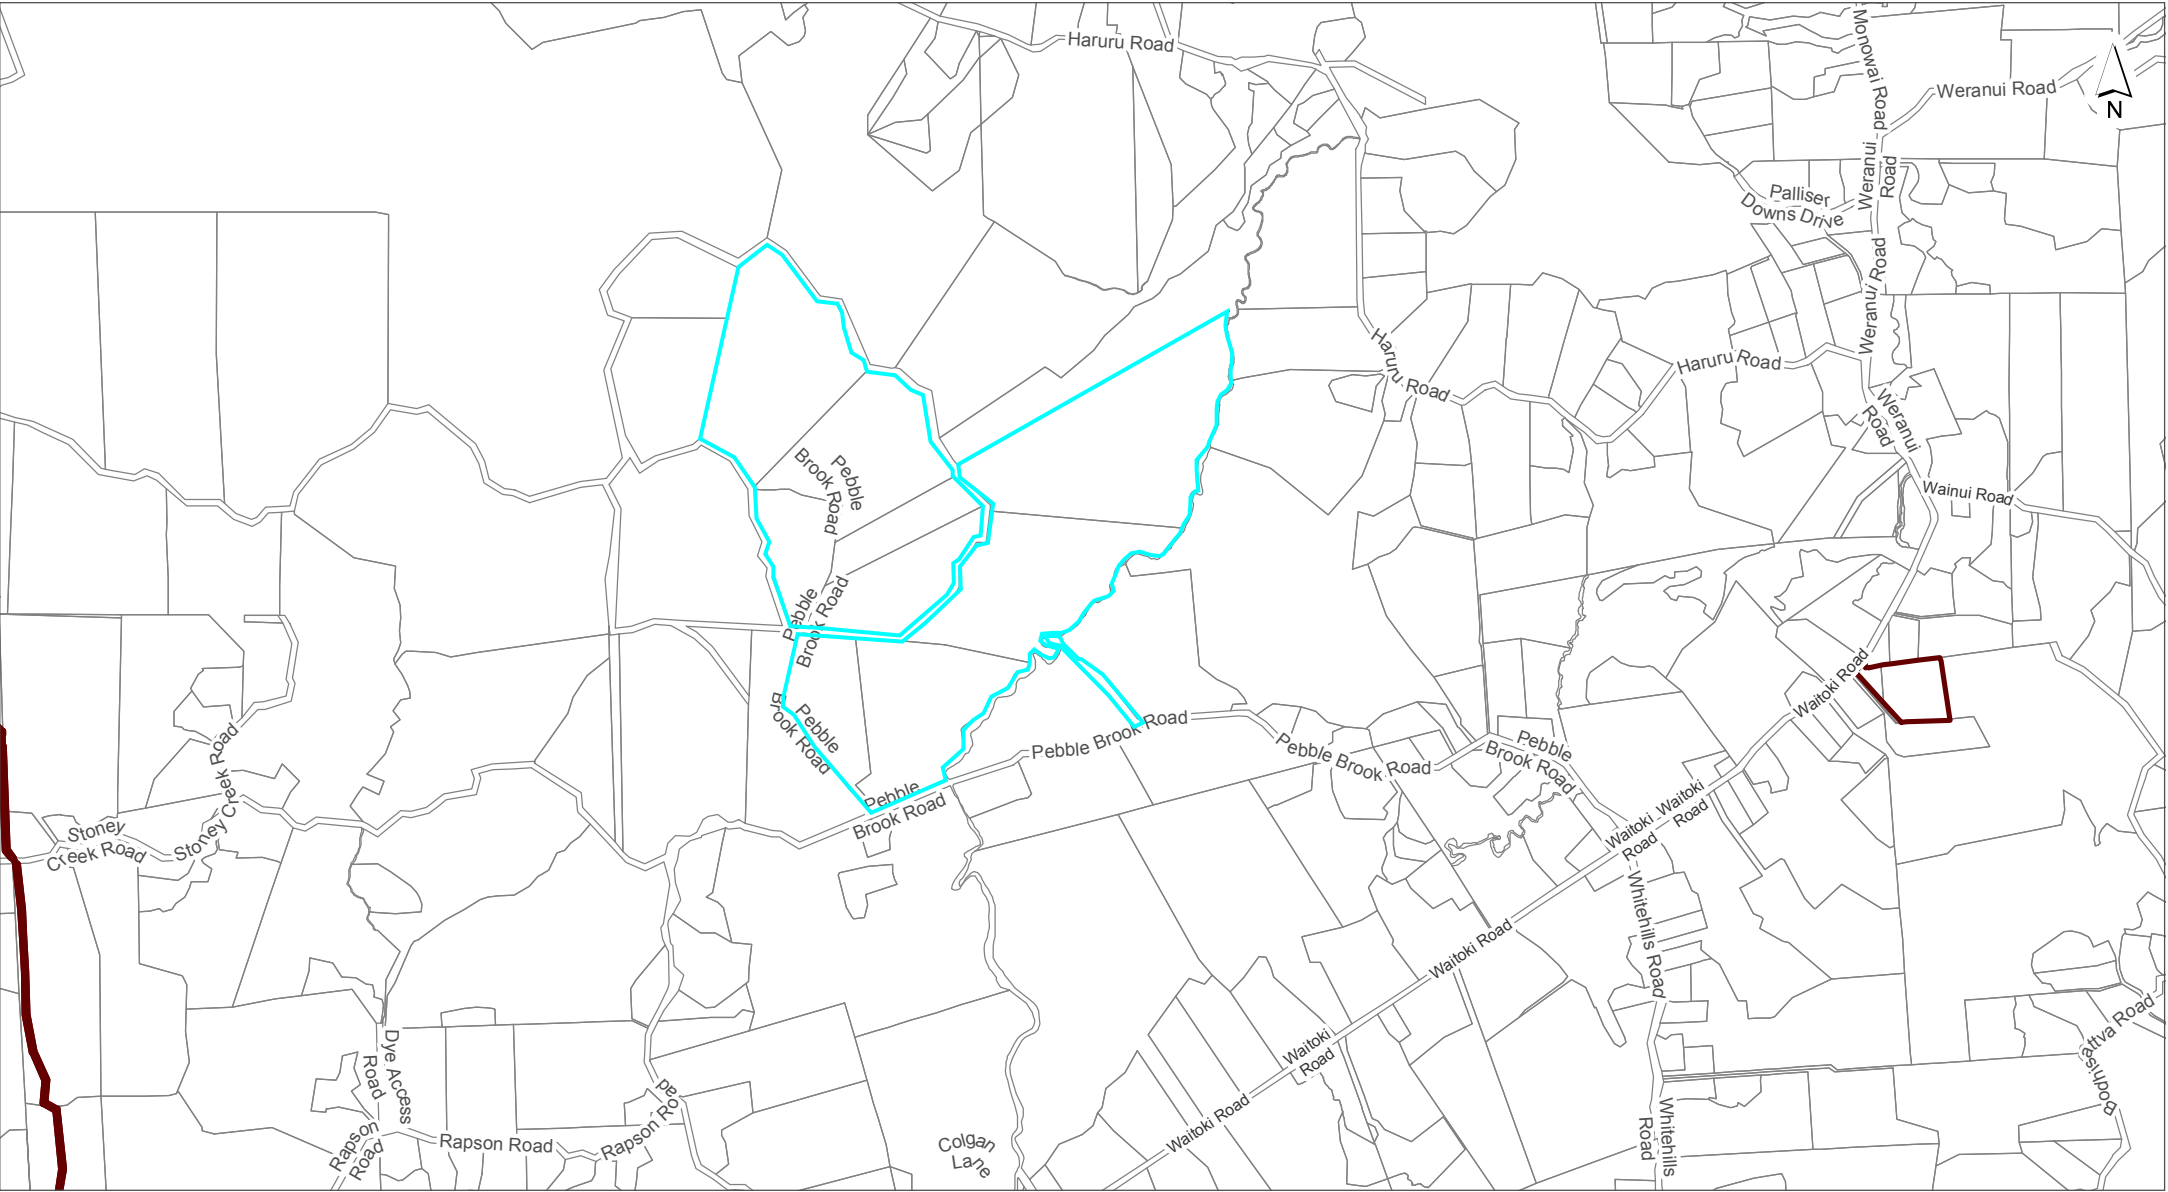 Haruru Road
Monowai Road
Weranui Road
N
Weranui
Road
Palliser
Downs Drive
Weranui Road
Haruru Road
Haruru Road
Weranui
Road
Wainui Road
Pebble
Brook Road
Pebble
Brook Road
Pebble
Brook Road
Pebble Brook Road
Pebble Brook Road
Pebble
Brook Road
Waitoki Road
Pebble
Brook Road
Stoney Creek Road
Stoney
Creek Road
Waitoki
Road
Waitoki
Road
Whitehills Road
Waitoki Road
Bodhisattva Road
Dye Access
Road
Waitoki
Road
Rapson Road
Waitoki Road
Rapson Road
Rapson
Road
Colgan
Lane
Whitehills
Road